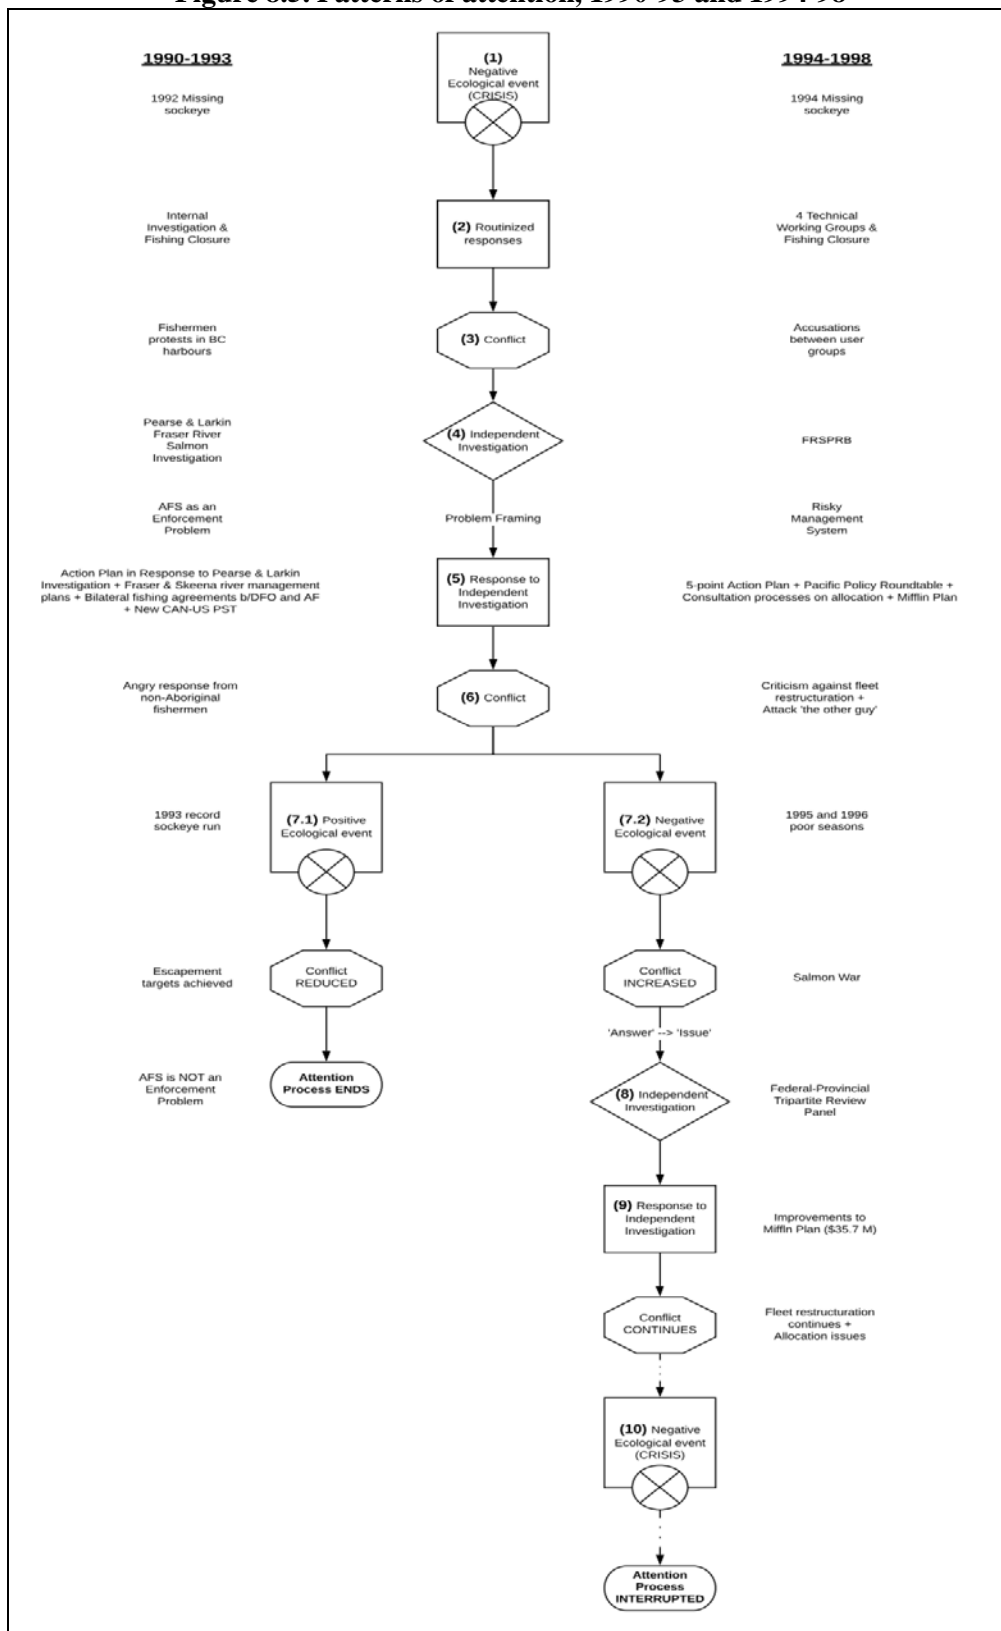 Figure 8.3. Patterns of attention, 1990-93 and 1994-98
1990-1993
(1)
Negative
Ecological event
(CRISIS)
1994-1998
1992 Missing
sockeye
1994 Missing
sockeye
Internal
Investigation &
Fishing Closure
(2) Routinized
responses
4 Technical
Working Groups &
Fishing Closure
Fishermen
protests in BC
harbours
(3) Conflict
Accusations
between user
groups
Pearse & Larkin
Fraser River
Salmon
Investigation
(4) Independent
Investigation
FRSPRB
AFS as an
Enforcement
Problem
Problem Framing
Risky
Management
System
Action Plan in Response to Pearse & Larkin
Investigation + Fraser & Skeena river management
plans + Bilateral fishing agreements b/DFO and AF
+ New CAN-US PST
(5) Response to
Independent
Investigation
5-point Action Plan + Pacific Policy Roundtable +
Consultation processes on allocation + Mifflin Plan
Angry response from
non-Aboriginal
fishermen
(6) Conflict
Criticism against fleet
restructuration +
Attack 'the other guy'
1993 record
sockeye run
(7.1) Positive
Ecological event
(7.2) Negative
Ecological event
1995 and 1996
poor seasons
Escapement
targets achieved
Conflict
REDUCED
Conflict
INCREASED
Salmon War
'Answer' --> 'Issue'
AFS is NOT an
Enforcement
Problem
Attention
Process ENDS
(8) Independent
Investigation
Federal-Provincial
Tripartite Review
Panel
(9) Response to
Independent
Investigation
Improvements to
Mifflin Plan ($35.7 M)
Conflict
CONTINUES
Fleet restructuration
continues +
Allocation issues
(10) Negative
Ecological event
(CRISIS)
Attention
Process
INTERRUPTED